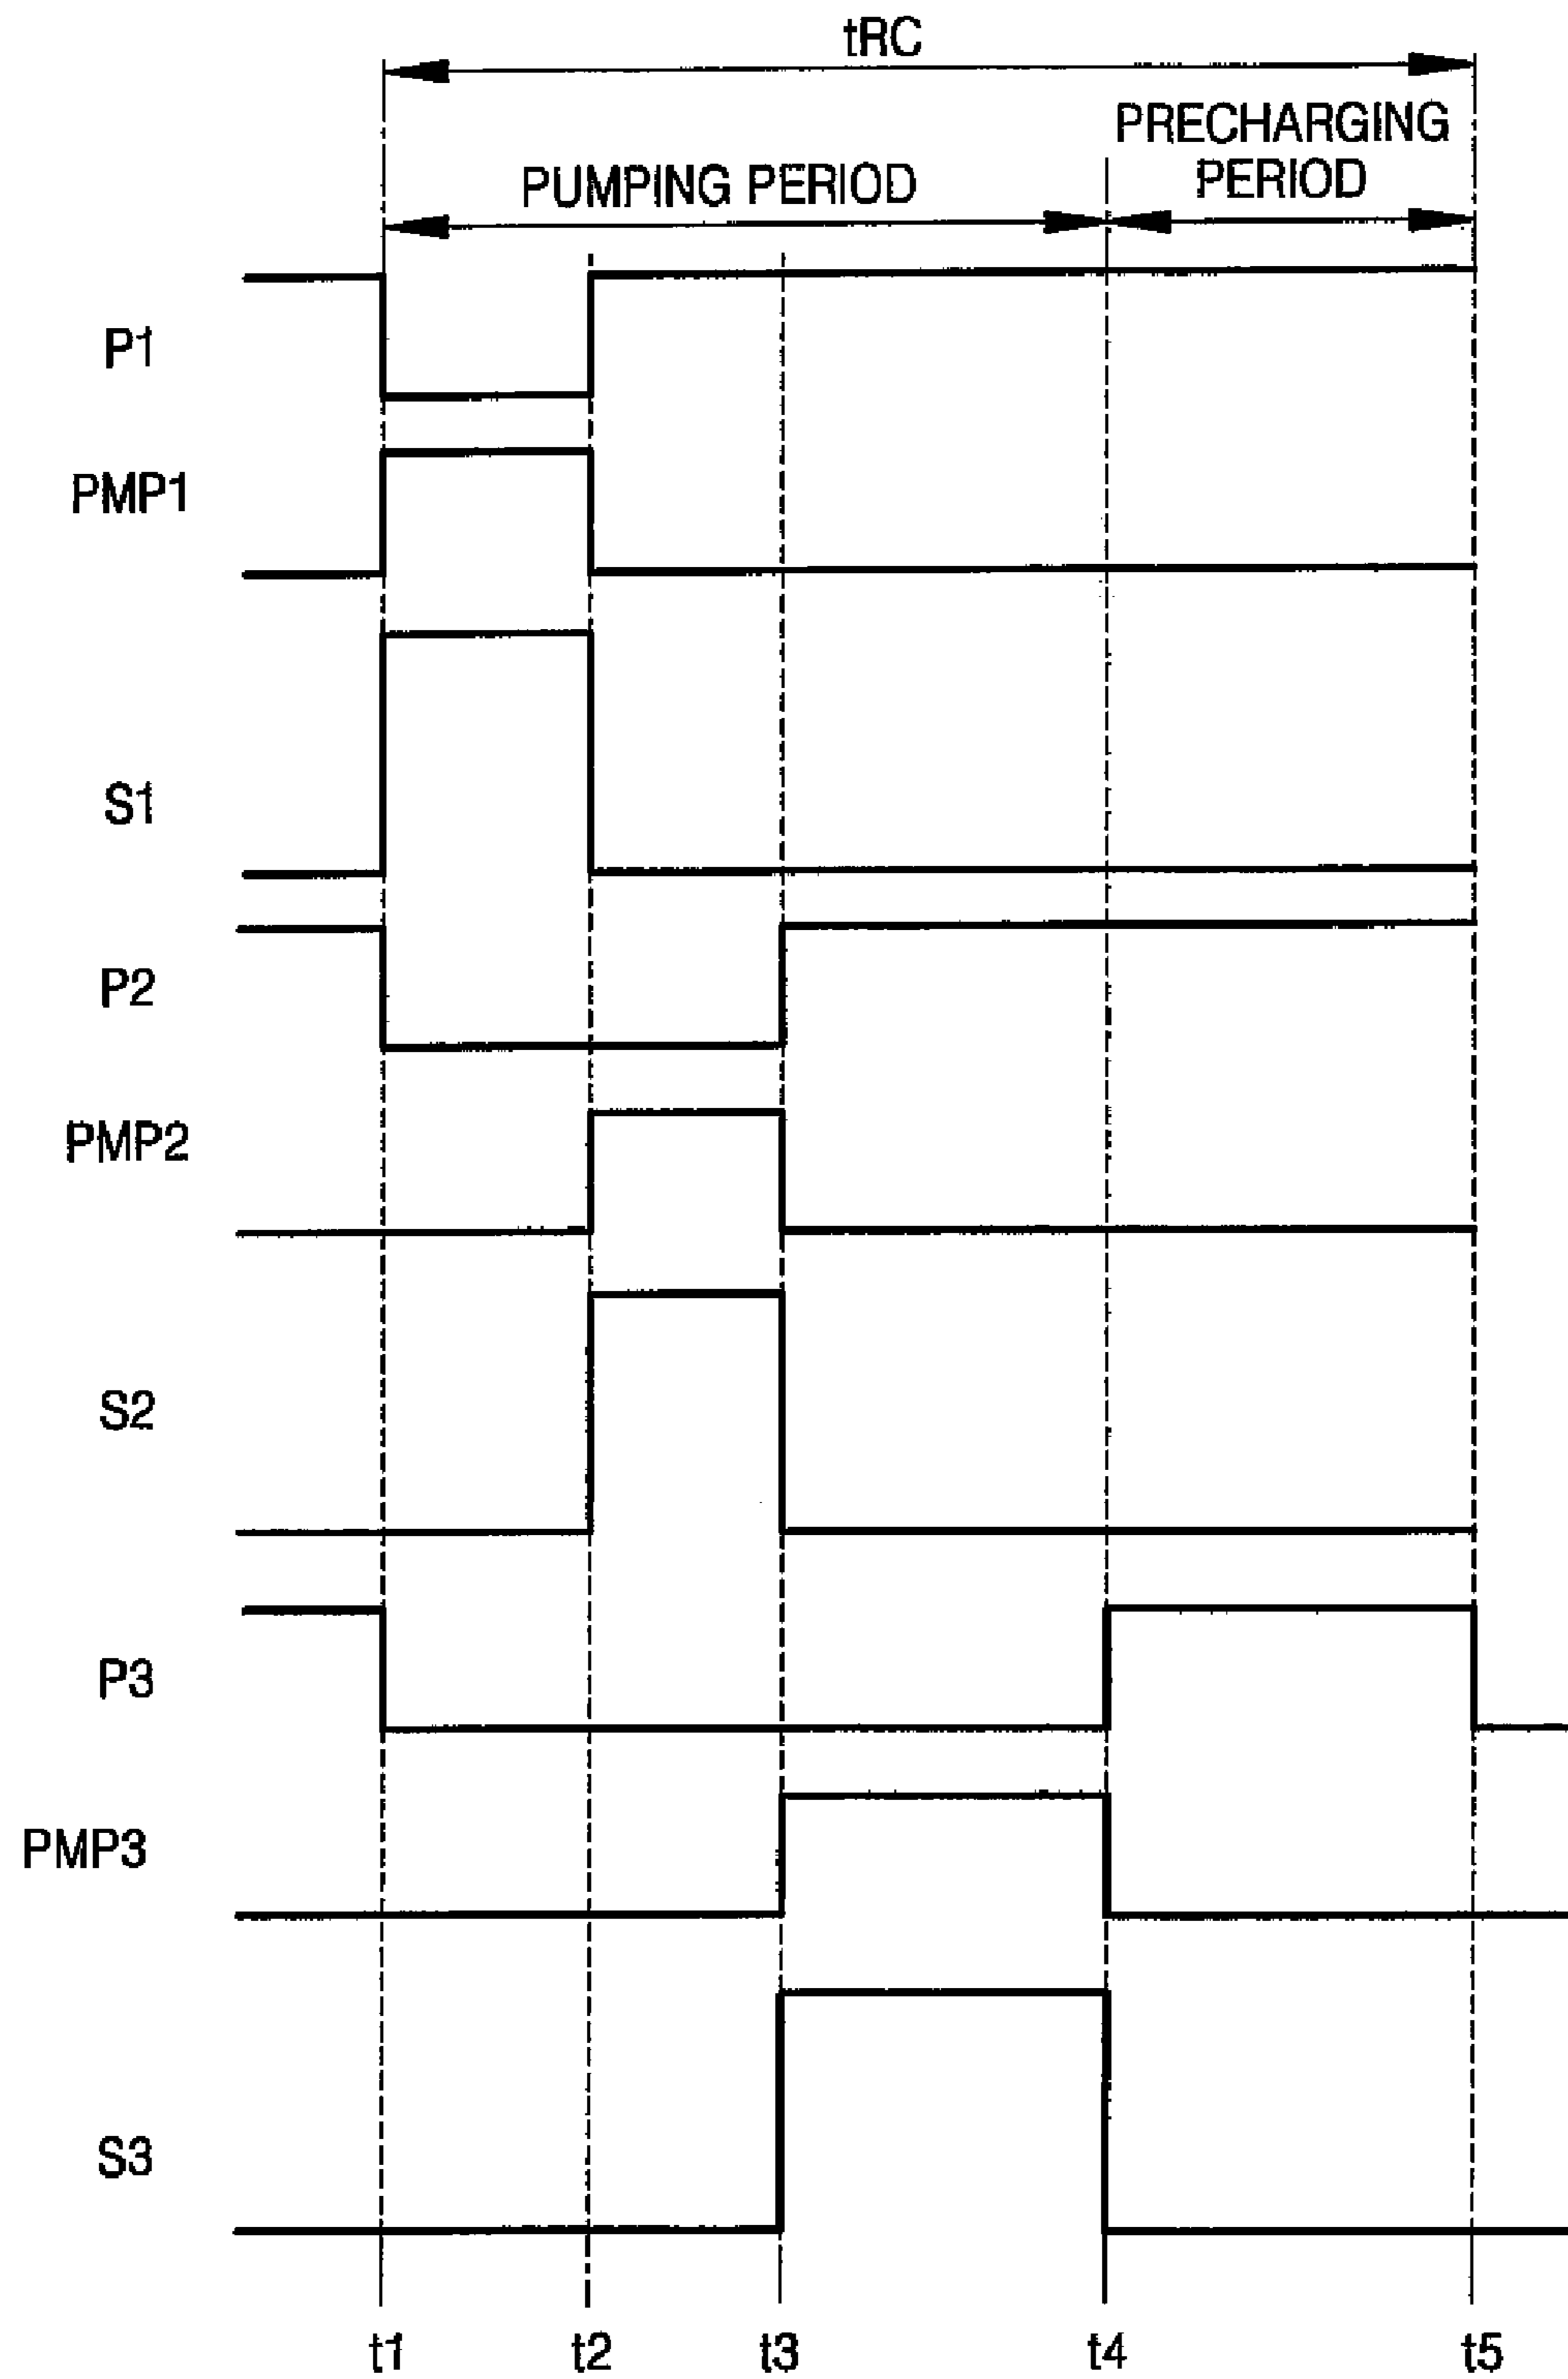 tRC
PRECHARGING
PERIOD
PUMPING PERIOD
P1
PMP1
S1
P2
PMP2
S2
P3
PMP3
S3
t1 t2 t3 t4 t5